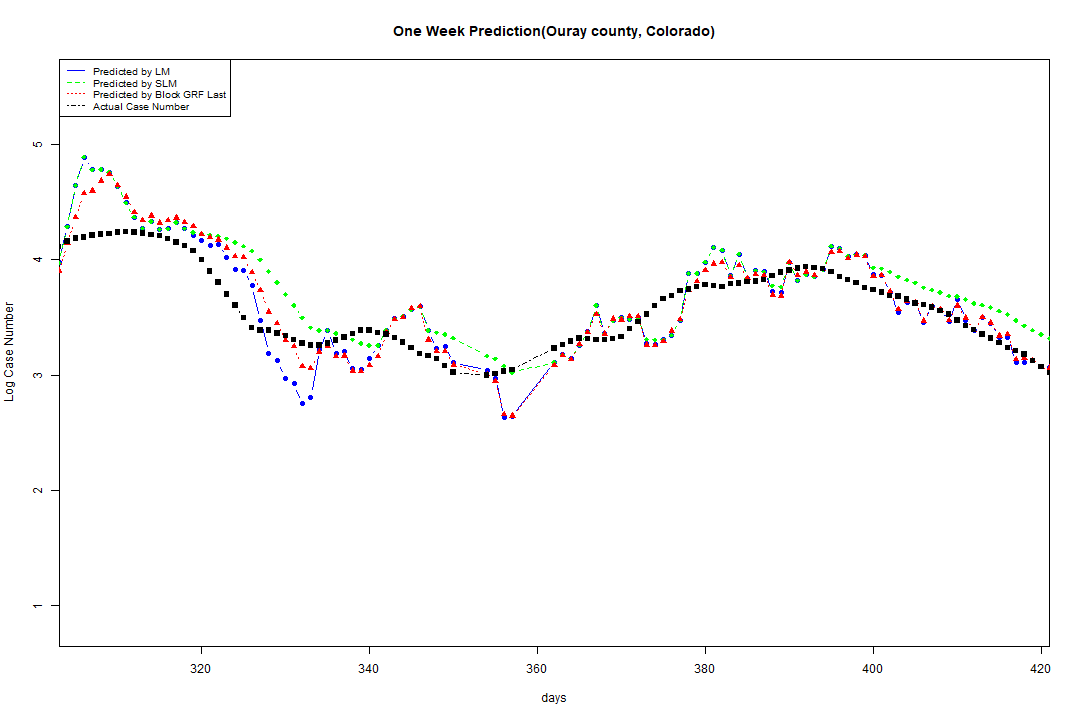 One Week Prediction(Ouray county, Colorado)
Predicted by LM
Predicted by SLM
Predicted by Block GRF Last
Actual Case Number
5
4
3
2
1
Log Case Number
320 340 360 380 400 420
days